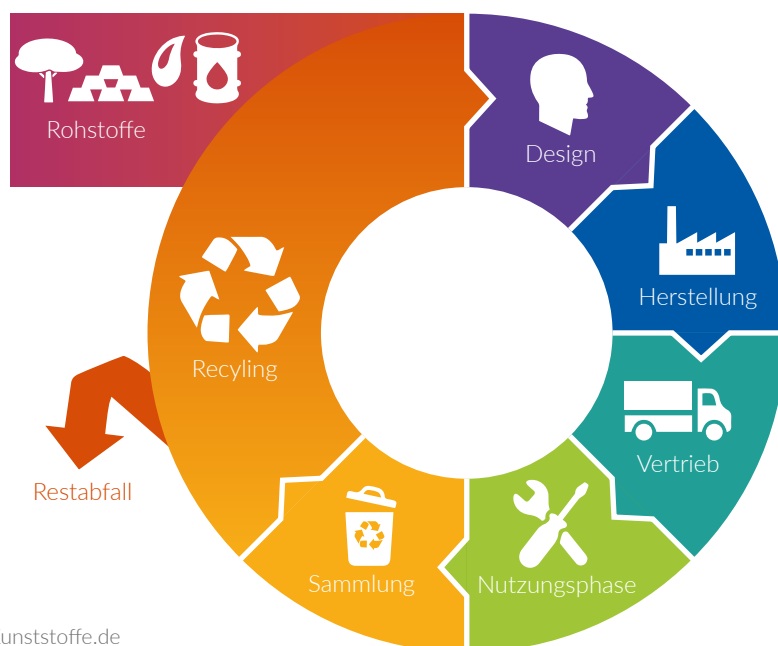 Rohstoffe
Design
Herstellung
Recyling
Vertrieb
Restabfall
Sammlung
Nutzungsphase
unststoffe.de